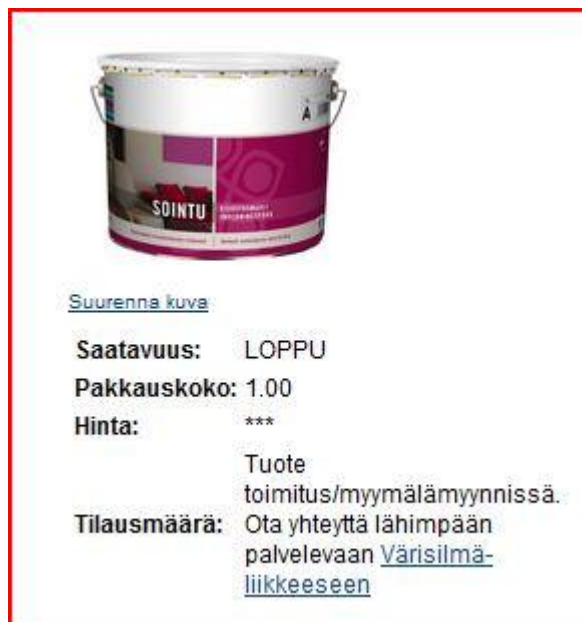 A
SOINTU
Suurenna kuva
Saatavuus: LOPPU
Pakkauskoko: 1.00
Hinta: ***
Tuote
toimitus/myymälämyynnissä.
Tilausmäärä: Ota yhteyttä lähimpään
palvelevaan Värisilmä-
liikkeeseen